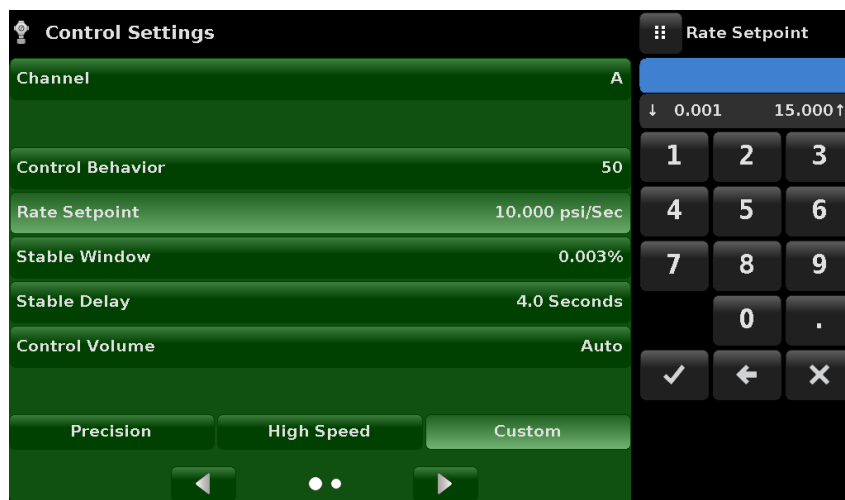 Control Settings
Channel A
Control Behavior 50
Rate Setpoint 10.000 psi/Sec
Stable Window 0.003%
Stable Delay 4.0 Seconds
Control Volume Auto
Precision High Speed Custom
Rate Setpoint
↓ 0.001 15.000↑
1 2 3
4 5 6
7 8 9
0 .